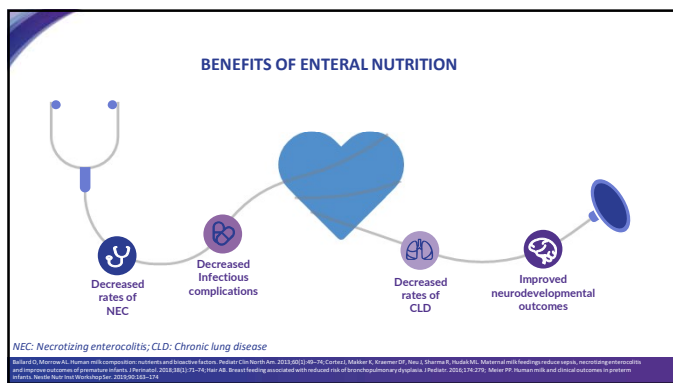 BENEFITS OF ENTERAL NUTRITION
Decreased
rates of
NEC
Decreased
Infectious
complications
Decreased
rates of
CLD
Improved
neurodevelopmental
outcomes
NEC: Necrotizing enterocolitis; CLD: Chronic lung disease
Ballard O, Morrow AL. Human milk composition: nutrients and bioactive factors. Pediatr Clin North Am. 2013;60(1):49–74; Cortez J, Makker K, Kraemer DF, Neu J, Sharma R, Hudak ML. Maternal milk feedings reduce sepsis, necrotizing enterocolitis
and improve outcomes of premature infants. J Perinatol. 2018;38(1):71–74; Hair AB. Breast feeding associated with reduced risk of bronchopulmonary dysplasia. J Pediatr. 2016;174:279; Meier PP. Human milk and clinical outcomes in preterm
infants. Nestle Nutr Inst Workshop Ser. 2019;90:163–174